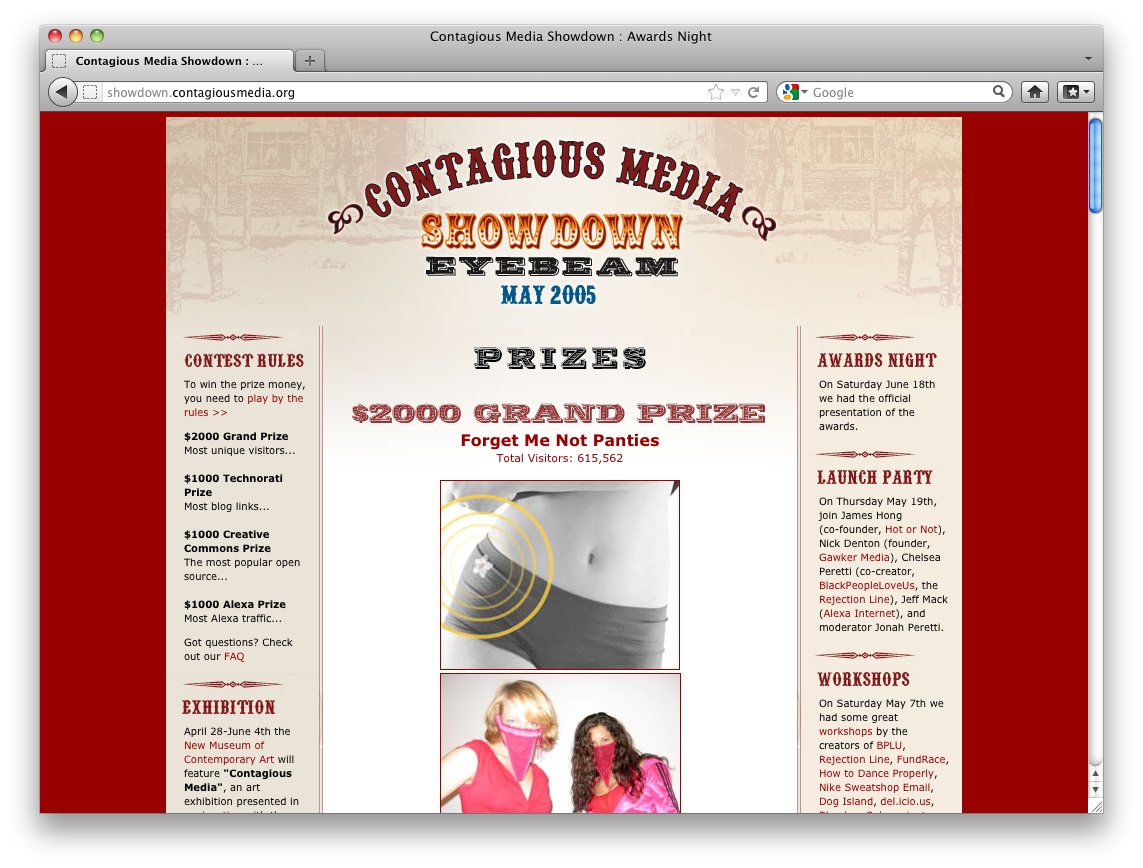 Contagious Media Showdown : Awards Night
Contagious Media Showdown : ...
showdown.contagiousmedia.org
Google
CONTAGIOUS MEDIA
SHOWDOWN
EYEBEAM
MAY 2005
CONTEST RULES
To win the prize money,
you need to play by the
rules >>
$2000 Grand Prize
Most unique visitors...
$1000 Technorati
Prize
Most blog links...
$1000 Creative
Commons Prize
The most popular open
source...
$1000 Alexa Prize
Most Alexa traffic...
Got questions? Check
out our FAQ
EXHIBITION
April 28-June 4th the
New Museum of
Contemporary Art will
feature "Contagious
Media", an art
exhibition presented in
PRIZES
$2000 GRAND PRIZE
Forget Me Not Panties
Total Visitors: 615,562
AWARDS NIGHT
On Saturday June 18th
we had the official
presentation of the
awards.
LAUNCH PARTY
On Thursday May 19th,
join James Hong
(co-founder, Hot or Not),
Nick Denton (founder,
Gawker Media), Chelsea
Peretti (co-creator,
BlackPeopleLoveUs, the
Rejection Line), Jeff Mack
(Alexa Internet), and
moderator Jonah Peretti.
WORKSHOPS
On Saturday May 7th we
had some great
workshops by the
creators of BPLU,
Rejection Line, FundRace,
How to Dance Properly,
Nike Sweatshop Email,
Dog Island, del.icio.us,